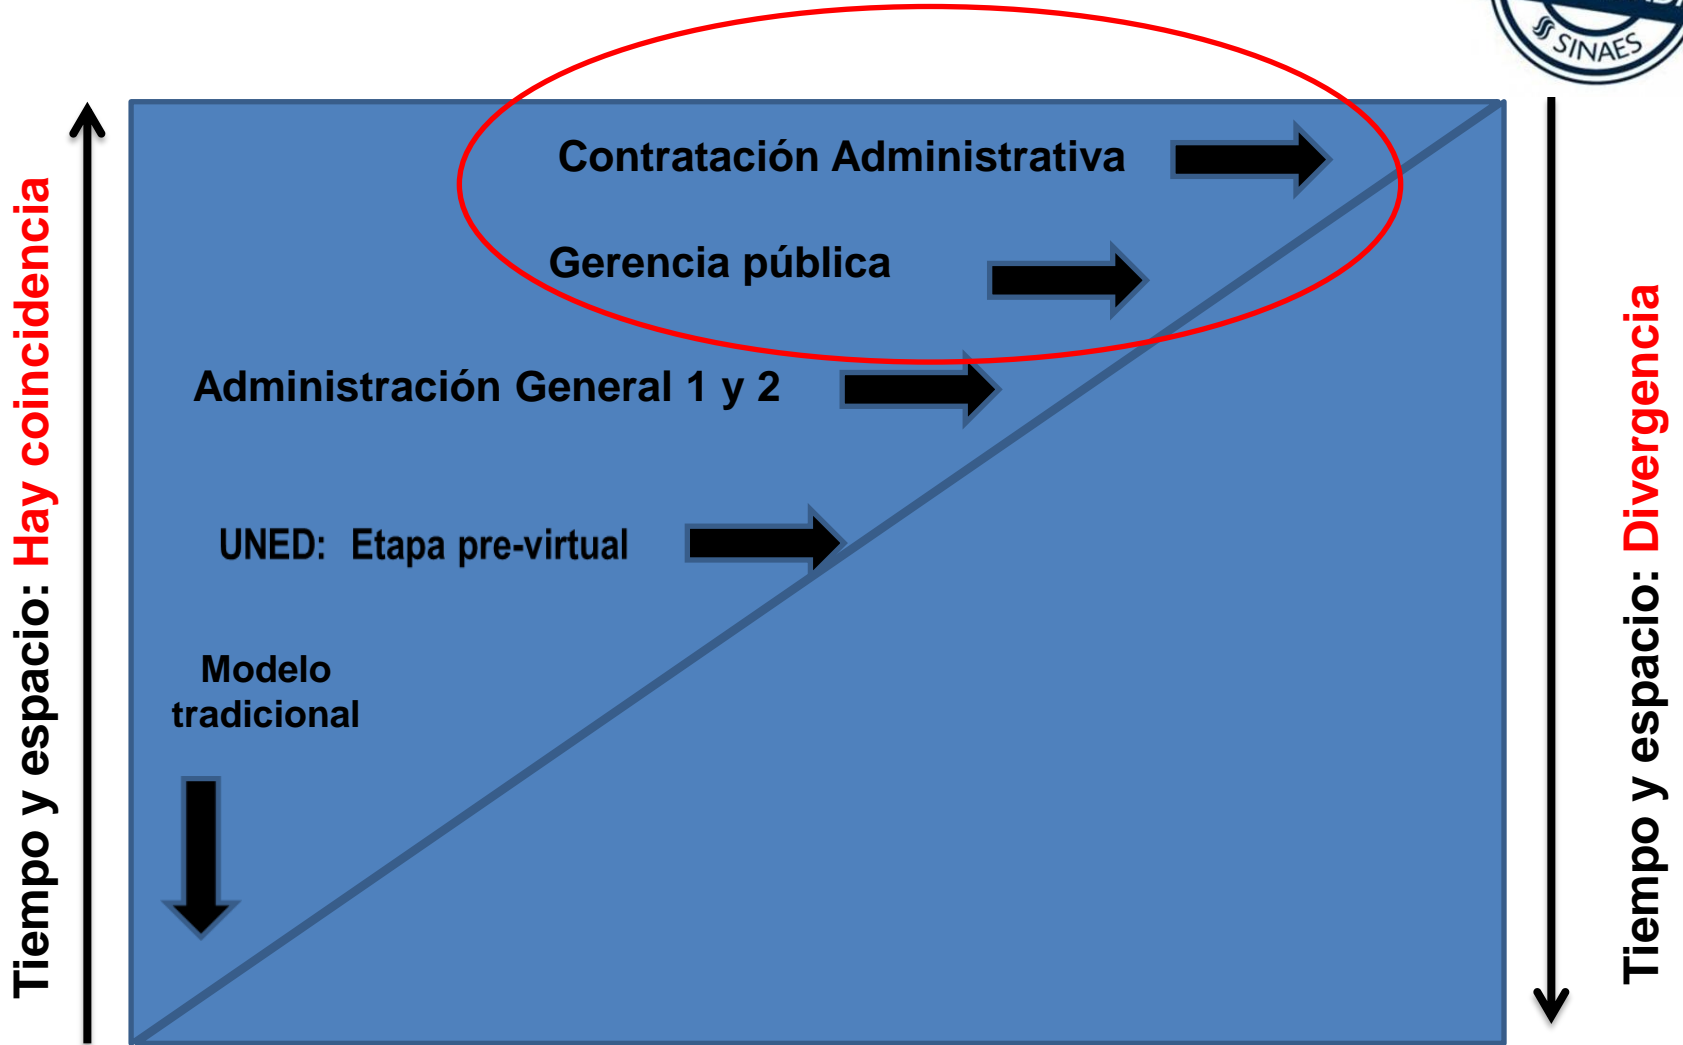 SINAES
Contratación Administrativa
Gerencia pública
Administración General 1 y 2
UNED: Etapa pre-virtual
Modelo
tradicional
Tiempo y espacio: Hay coincidencia
Tiempo y espacio: Divergencia